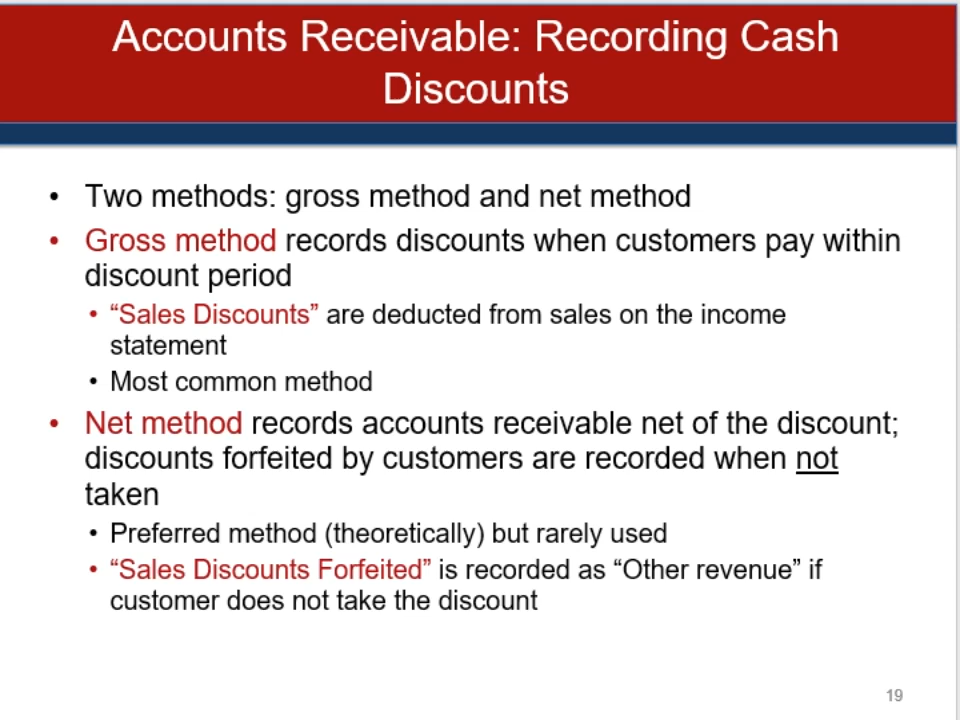 Accounts Receivable: Recording Cash
Discounts
• Two methods: gross method and net method
• Gross method records discounts when customers pay within
discount period
• “Sales Discounts” are deducted from sales on the income
statement
• Most common method
• Net method records accounts receivable net of the discount;
discounts forfeited by customers are recorded when not
taken
• Preferred method (theoretically) but rarely used
• “Sales Discounts Forfeited” is recorded as “Other revenue” if
customer does not take the discount
19